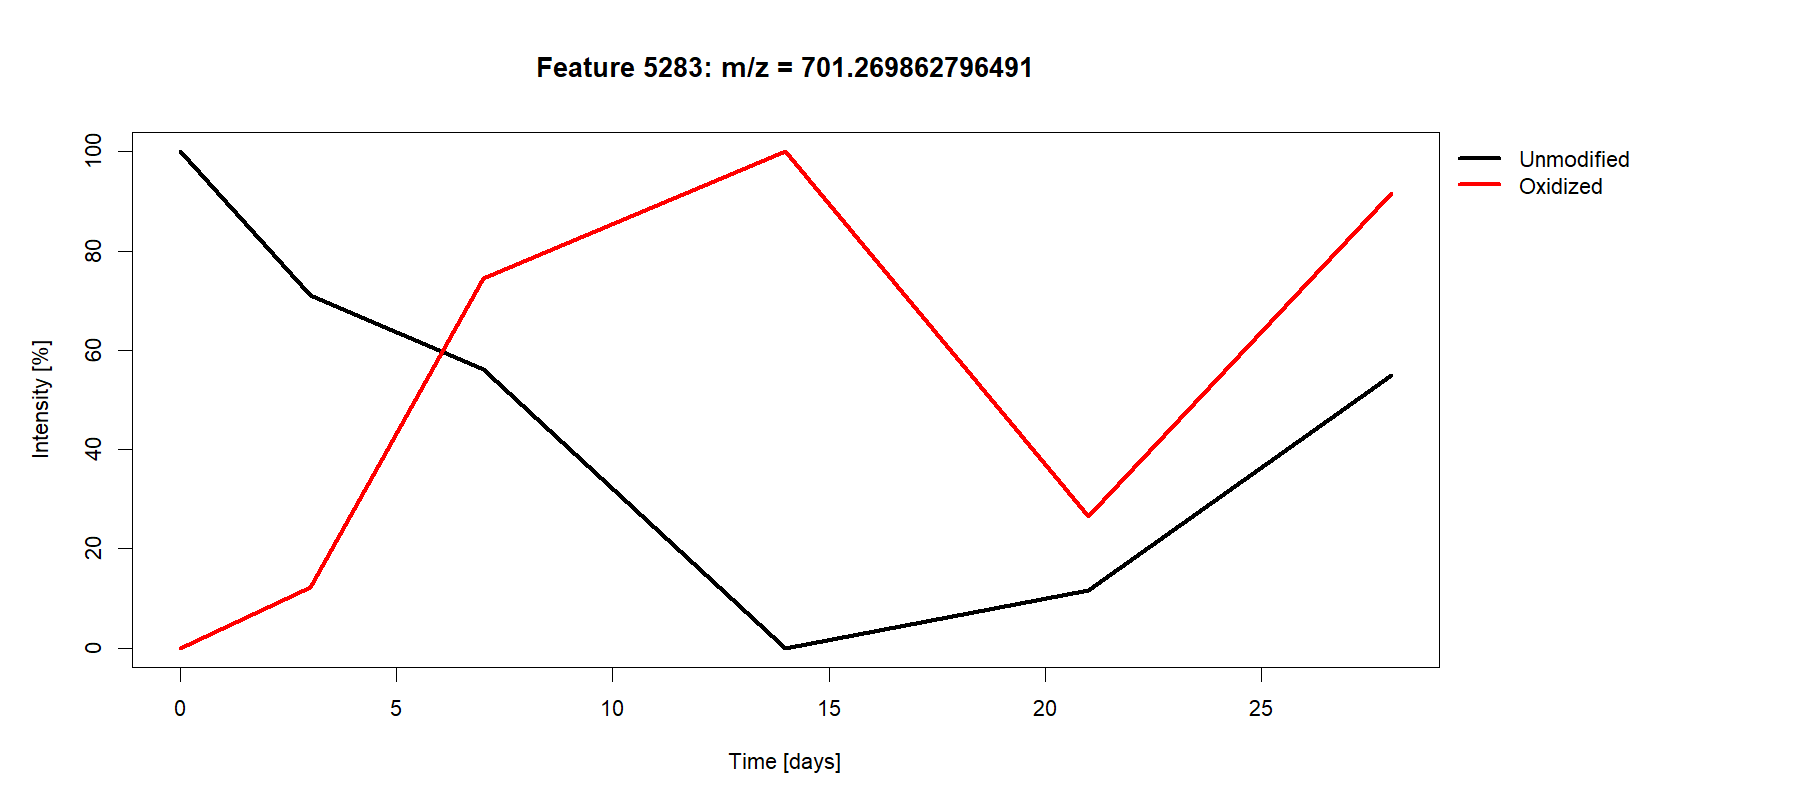 Feature 5283: m/z = 701.269862796491
Unmodified
Oxidized
Intensity [%]
100
80
60
40
20
0
0 5 10 15 20 25
Time [days]